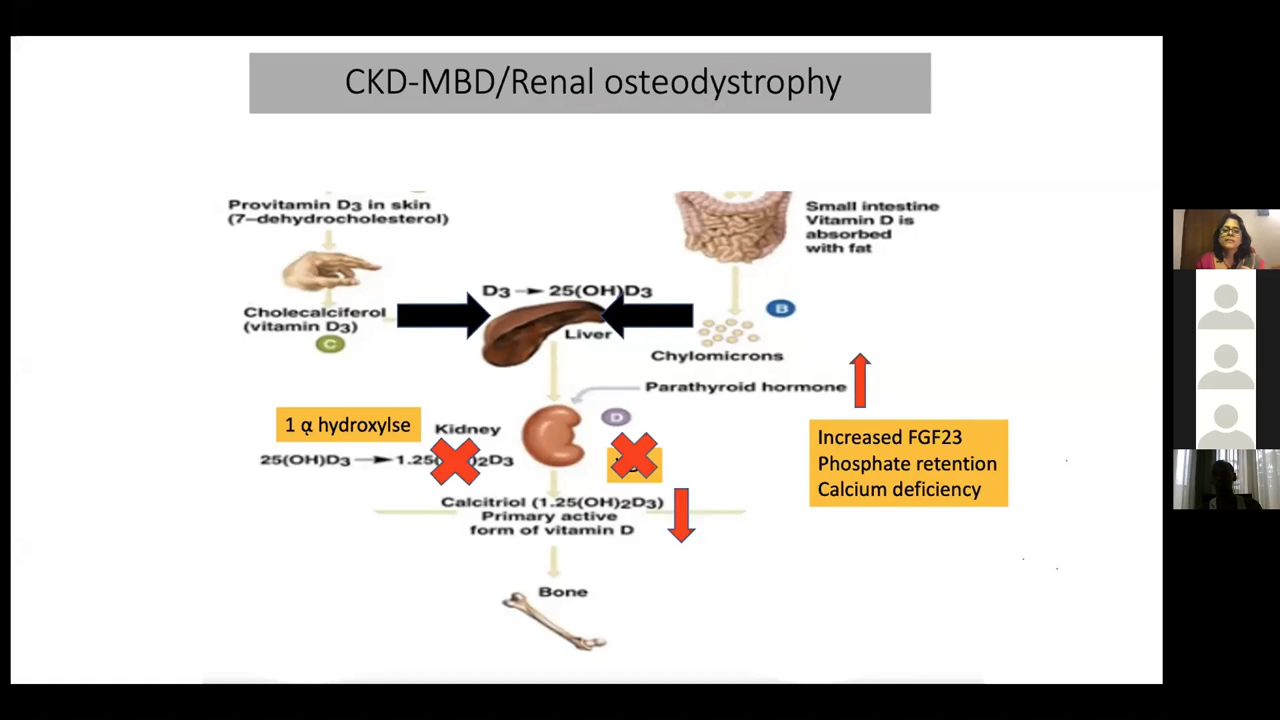 CKD-MBD/Renal osteodystrophy
Provitamin D3 in skin
(7-dehydrocholesterol)
Small intestine
Vitamin D is
absorbed
with fat
Cholecalciferol
(vitamin D3)
C
D3 → 25(OH)D3
Liver
B
Chylomicrons
Parathyroid hormone
1 α hydroxylse
Kidney
D
25(OH)D3 → 1.25( )2D3
Increased FGF23
Phosphate retention
Calcium deficiency
Calcitriol (1.25(OH)2D3)
Primary active
form of vitamin D
Bone